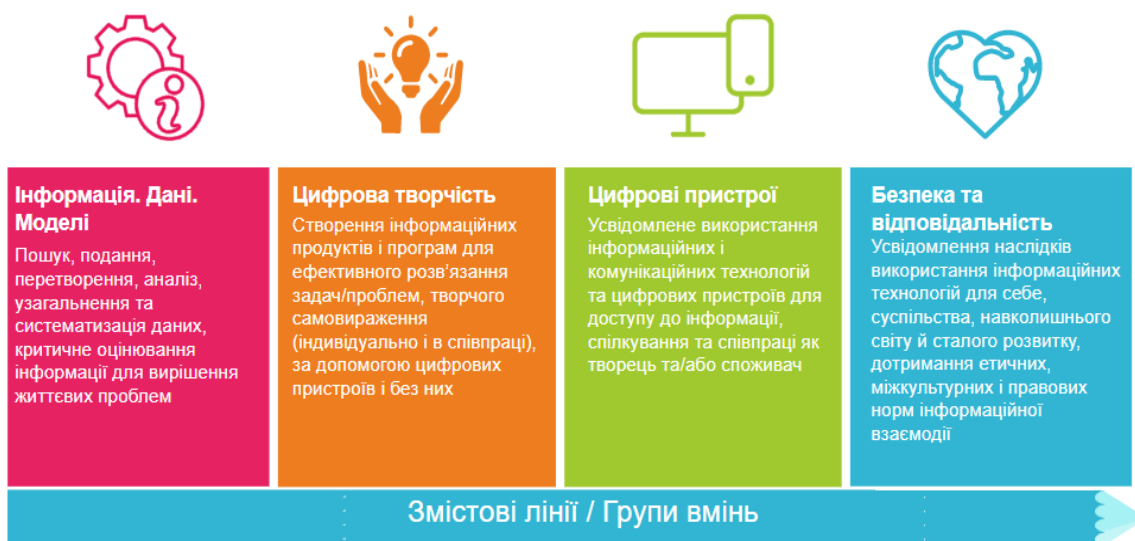 Інформація. Дані.
Моделі
Пошук, подання,
перетворення, аналіз,
узагальнення та
систематизація даних,
критичне оцінювання
інформації для вирішення
життєвих проблем
Цифрова творчість
Створення інформаційних
продуктів і програм для
ефективного розв’язання
задач/проблем, творчого
самовираження
(індивідуально і в співпраці),
за допомогою цифрових
пристроїв і без них
Цифрові пристрої
Усвідомлене використання
інформаційних і
комунікаційних технологій
та цифрових пристроїв для
доступу до інформації,
спілкування та співпраці як
творець та/або споживач
Безпека та
відповідальність
Усвідомлення наслідків
використання інформаційних
технологій для себе,
суспільства, навколишнього
світу й сталого розвитку,
дотримання етичних,
міжкультурних і правових
норм інформаційної
взаємодії
Змістові лінії / Групи вмінь